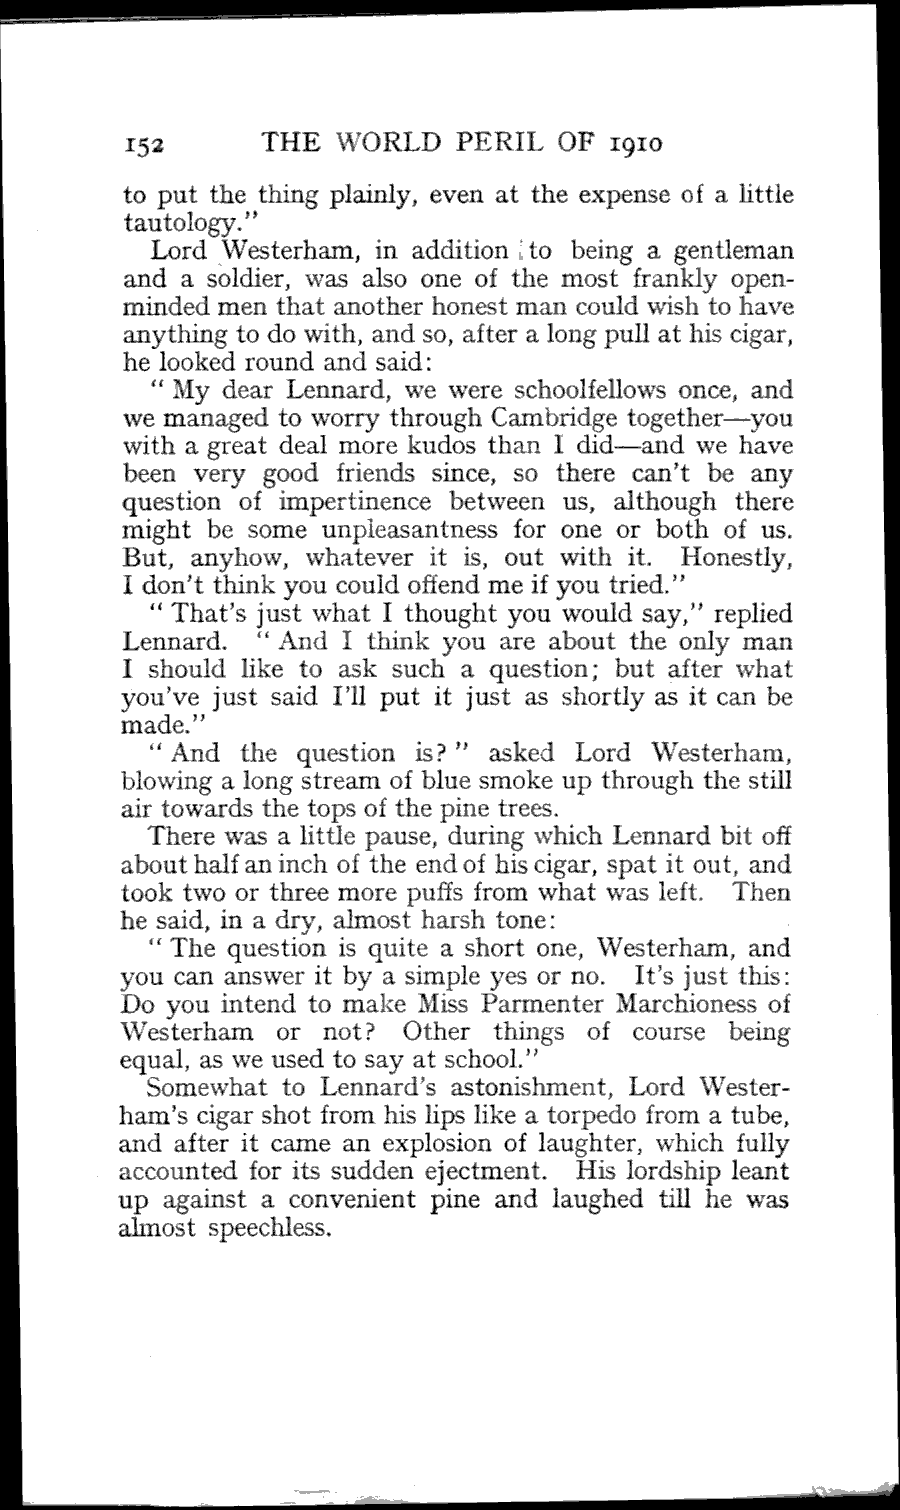 152 THE WORLD PERIL OF 1910
to put the thing plainly, even at the expense of a little
tautology."
Lord Westerham, in addition to being a gentleman
and a soldier, was also one of the most frankly open-
minded men that another honest man could wish to have
anything to do with, and so, after a long pull at his cigar,
he looked round and said:
" My dear Lennard, we were schoolfellows once, and
we managed to worry through Cambridge together—you
with a great deal more kudos than I did—and we have
been very good friends since, so there can't be any
question of impertinence between us, although there
might be some unpleasantness for one or both of us.
But, anyhow, whatever it is, out with it. Honestly,
I don't think you could offend me if you tried."
" That's just what I thought you would say," replied
Lennard. " And I think you are about the only man
I should like to ask such a question; but after what
you've just said I'll put it just as shortly as it can be
made."
" And the question is? " asked Lord Westerham,
blowing a long stream of blue smoke up through the still
air towards the tops of the pine trees.
There was a little pause, during which Lennard bit off
about half an inch of the end of his cigar, spat it out, and
took two or three more puffs from what was left. Then
he said, in a dry, almost harsh tone:
" The question is quite a short one, Westerham, and
you can answer it by a simple yes or no. It's just this:
Do you intend to make Miss Parmenter Marchioness of
Westerham or not? Other things of course being
equal, as we used to say at school."
Somewhat to Lennard's astonishment, Lord Wester-
ham's cigar shot from his lips like a torpedo from a tube,
and after it came an explosion of laughter, which fully
accounted for its sudden ejectment. His lordship leant
up against a convenient pine and laughed till he was
almost speechless.